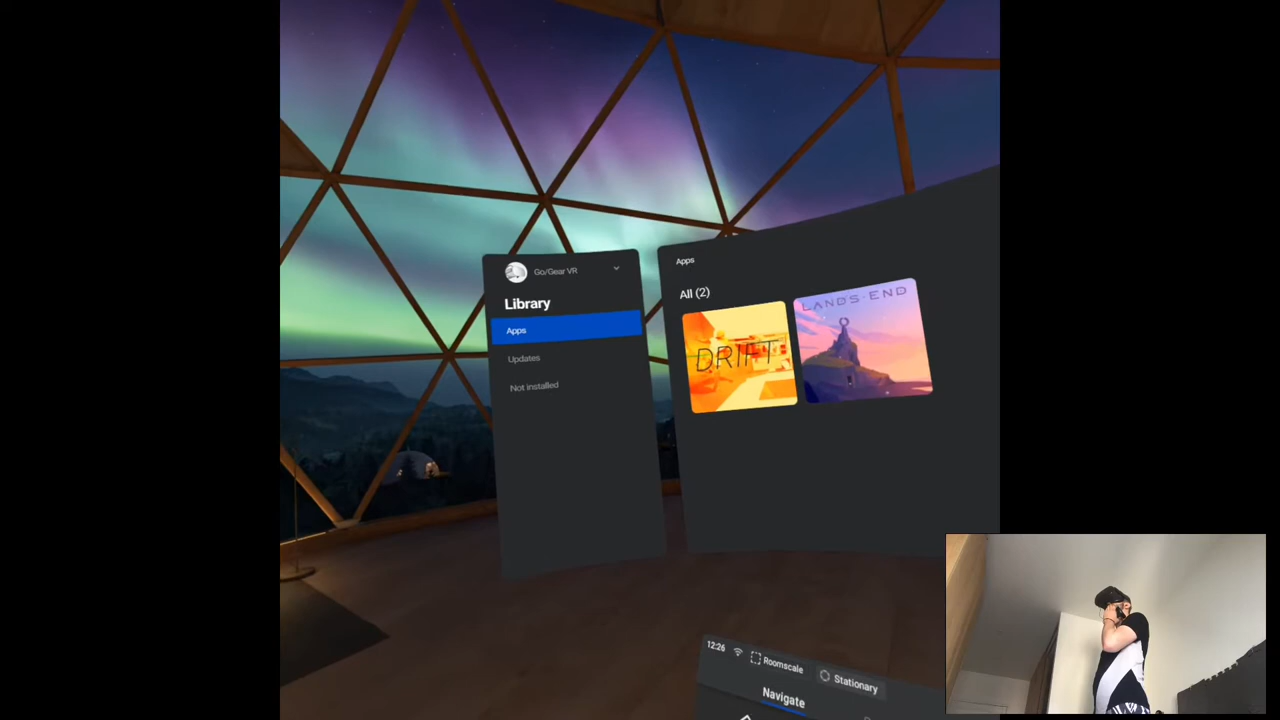 Go/Gear VR
Library
Apps
Updates
Not installed
Apps
All (2)
DRIFT
LANDS·END
12:26
Roomscale
Stationary
Navigate